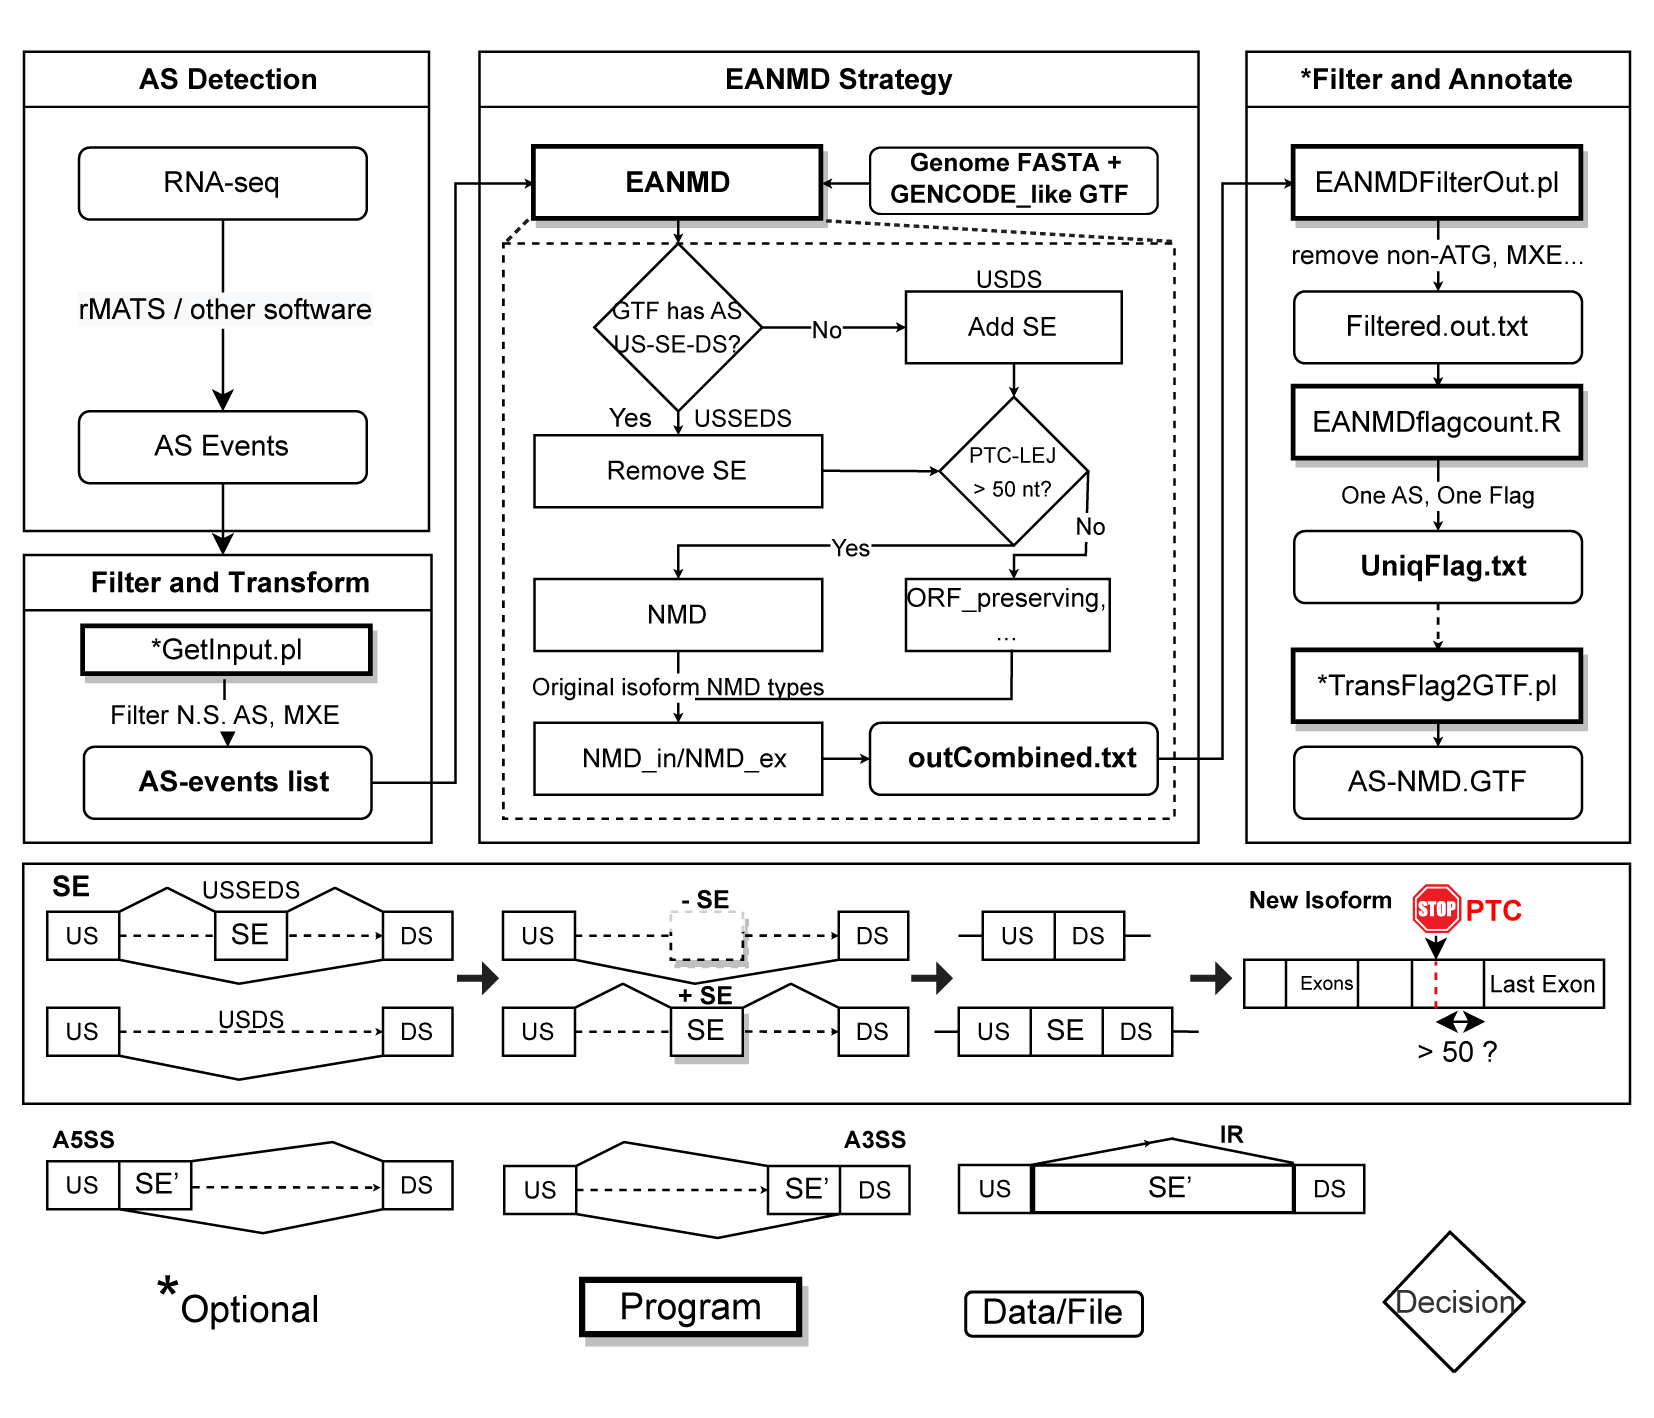 AS Detection
RNA-seq
rMATS / other software
AS Events
Filter and Transform
*GetInput.pl
Filter N.S. AS, MXE
AS-events list
EANMD Strategy
EANMD
Genome FASTA +
GENCODE_like GTF
GTF has AS
US-SE-DS?
No
USDS
Add SE
Yes
USSEDS
Remove SE
PTC-LEJ
> 50 nt?
No
Yes
NMD
ORF_preserving,
...
Original isoform NMD types
NMD_in/NMD_ex
outCombined.txt
*Filter and Annotate
EANMDFilterOut.pl
remove non-ATG, MXE...
Filtered.out.txt
EANMDflagcount.R
One AS, One Flag
UniqFlag.txt
*TransFlag2GTF.pl
AS-NMD.GTF
SE
USSEDS
US
SE
DS
USDS
US
DS
- SE
US
DS
+ SE
US
SE
DS
US
DS
US
SE
DS
New Isoform
STOP
PTC
Exons
Last Exon
> 50 ?
A5SS
US
SE’
DS
A3SS
US
SE’
DS
IR
US
SE’
DS
*Optional
Program
Data/File
Decision